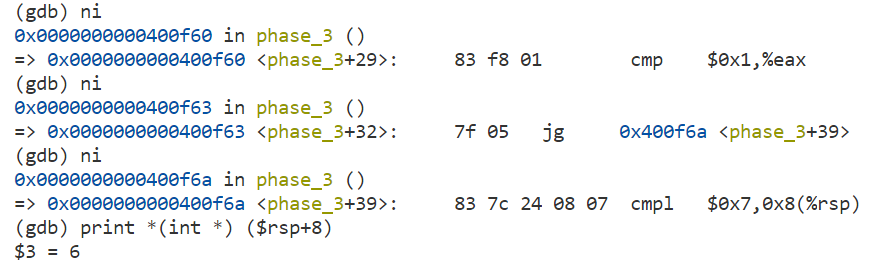 (gdb) ni
0x0000000000400f60 in phase_3 ()
=> 0x0000000000400f60 <phase_3+29>:     83 f8 01        cmp    $0x1,%eax
(gdb) ni
0x0000000000400f63 in phase_3 ()
=> 0x0000000000400f63 <phase_3+32>:     7f 05   jg     0x400f6a <phase_3+39>
(gdb) ni
0x0000000000400f6a in phase_3 ()
=> 0x0000000000400f6a <phase_3+39>:     83 7c 24 08 07  cmpl   $0x7,0x8(%rsp)
(gdb) print *(int *) ($rsp+8)
$3 = 6